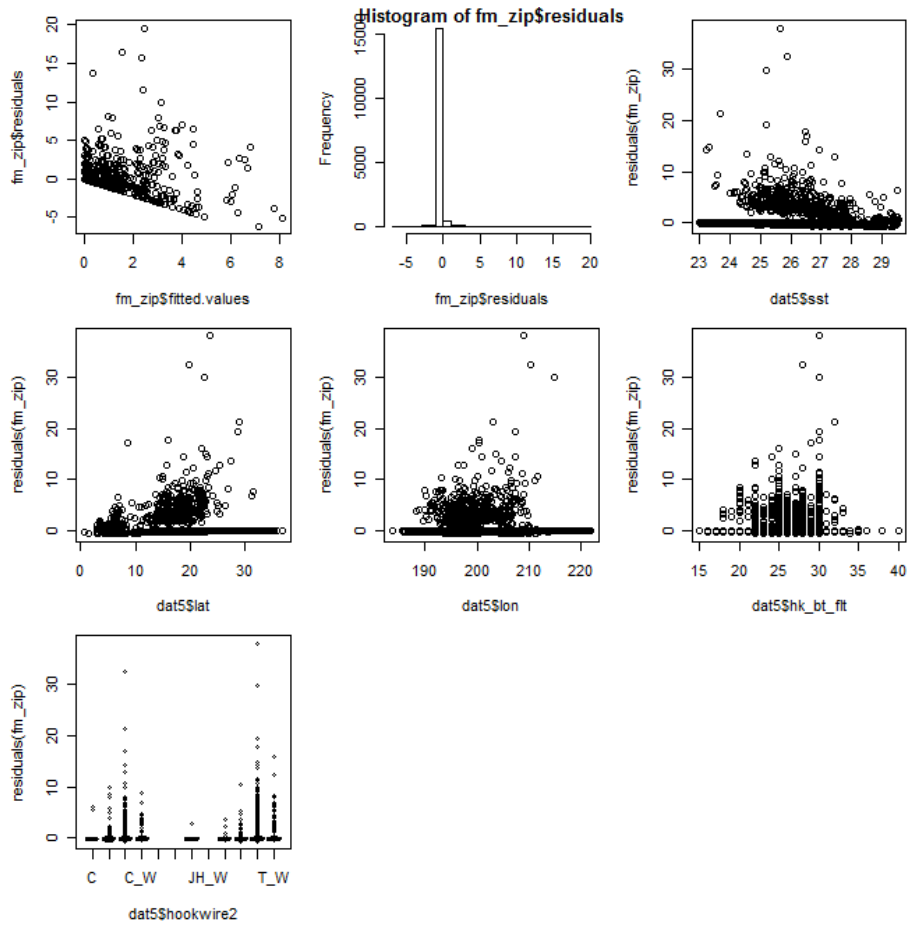 Histogram of fm_zip$residuals
fm_zip$residuals
20
15
10
5
0
-5
0 2 4 6 8
fm_zip$fitted.values
Frequency
15000
5000
0
-5 0 5 10 15 20
fm_zip$residuals
residuals(fm_zip)
30
20
10
0
23 24 25 26 27 28 29
dat5$sst
residuals(fm_zip)
30
20
10
0
0 10 20 30
dat5$lat
residuals(fm_zip)
30
20
10
0
190 200 210 220
dat5$lon
residuals(fm_zip)
30
20
10
0
15 20 25 30 35 40
dat5$hk_bt_flt
residuals(fm_zip)
30
20
10
0
C C_W JH_W T_W
dat5$hookwire2